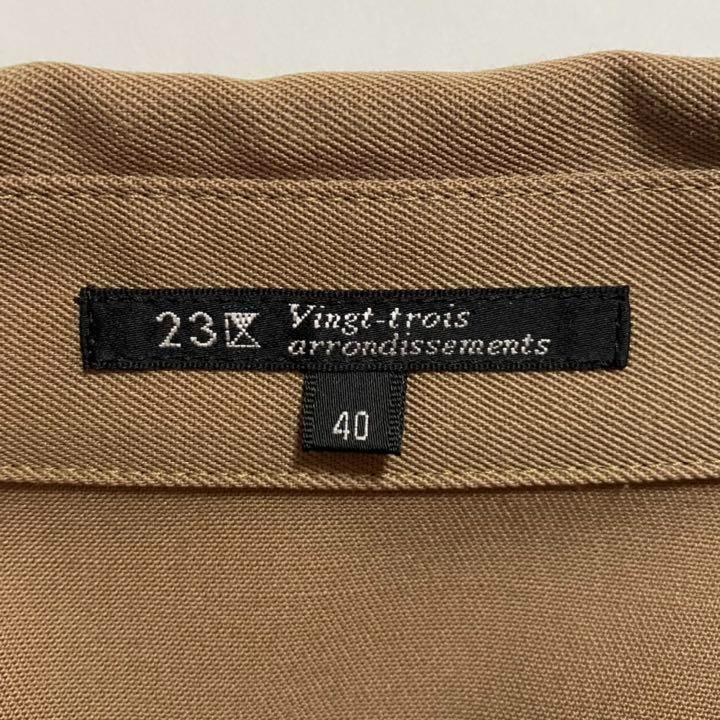 23区 Vingt-trois
arrondissements
40